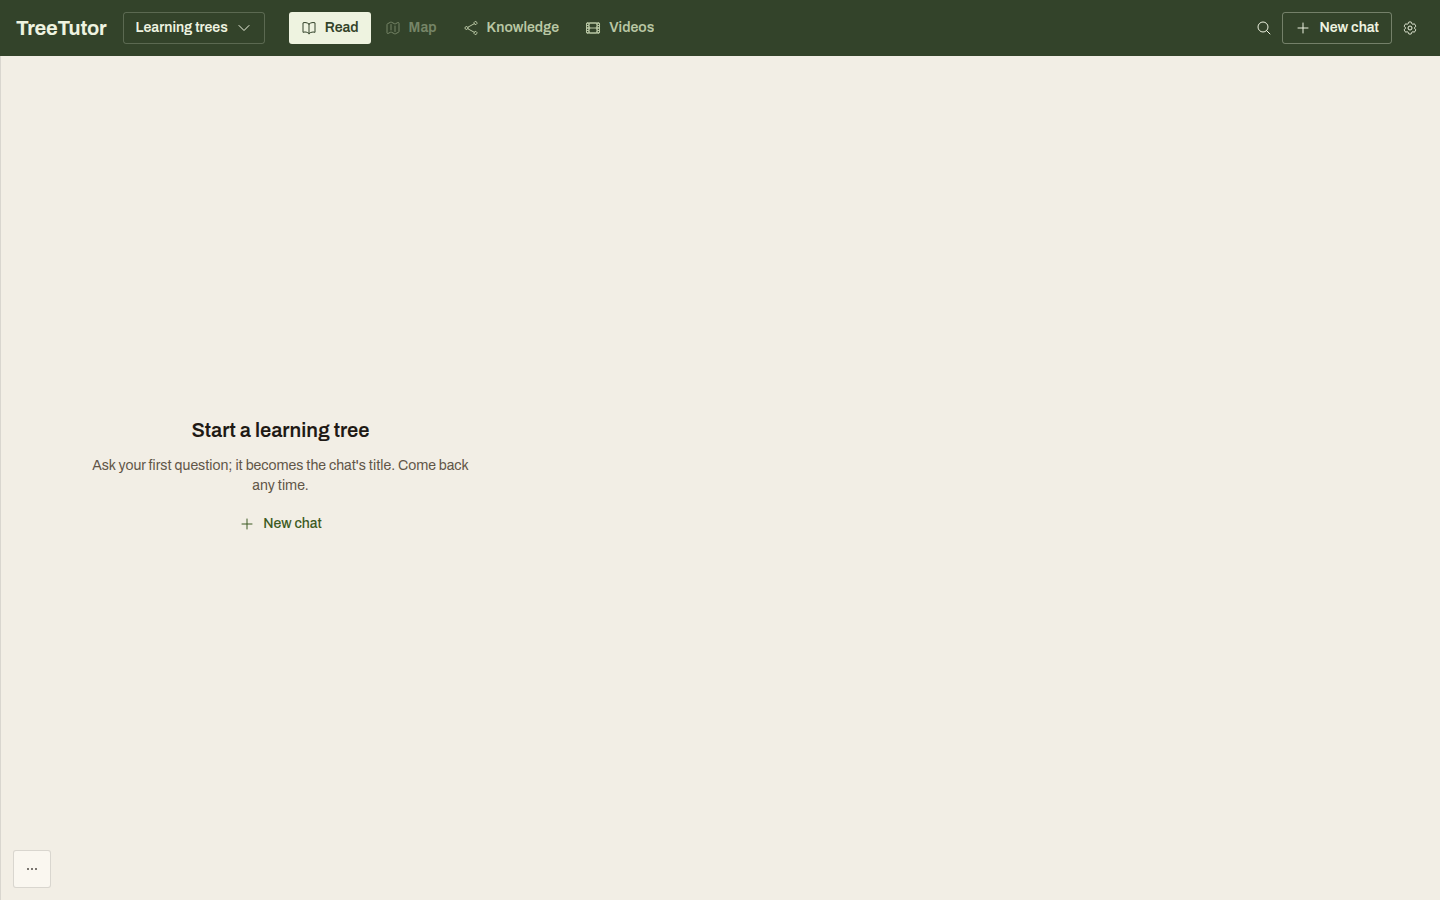 TreeTutor
Learning trees
Read
Map
Knowledge
Videos
New chat
Start a learning tree
Ask your first question; it becomes the chat's title. Come back
any time.
New chat